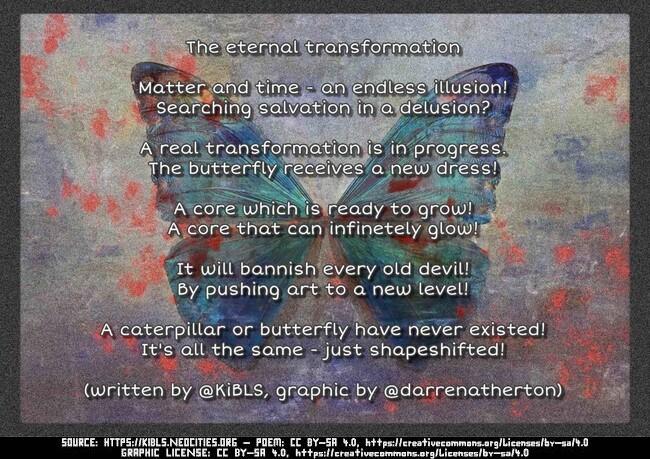 The eternal transformation
Matter and time - an endless illusion!
Searching salvation in a delusion?
A real transformation is in progress.
The butterfly receives a new dress!
A core which is ready to grow!
A core that can infinetely glow!
It will bannish every old devil!
By pushing art to a new level!
A caterpillar or butterfly have never existed!
It's all the same - just shapeshifted!
(written by @KiBLS, graphic by @darrenatherton)
SOURCE: HTTPS://KIBLS.NEOCITIES.ORG — POEM: CC BY-SA 4.0, https://creativecommons.org/licenses/by-sa/4.0
GRAPHIC LICENSE: CC BY-SA 4.0, https://creativecommons.org/licenses/by-sa/4.0